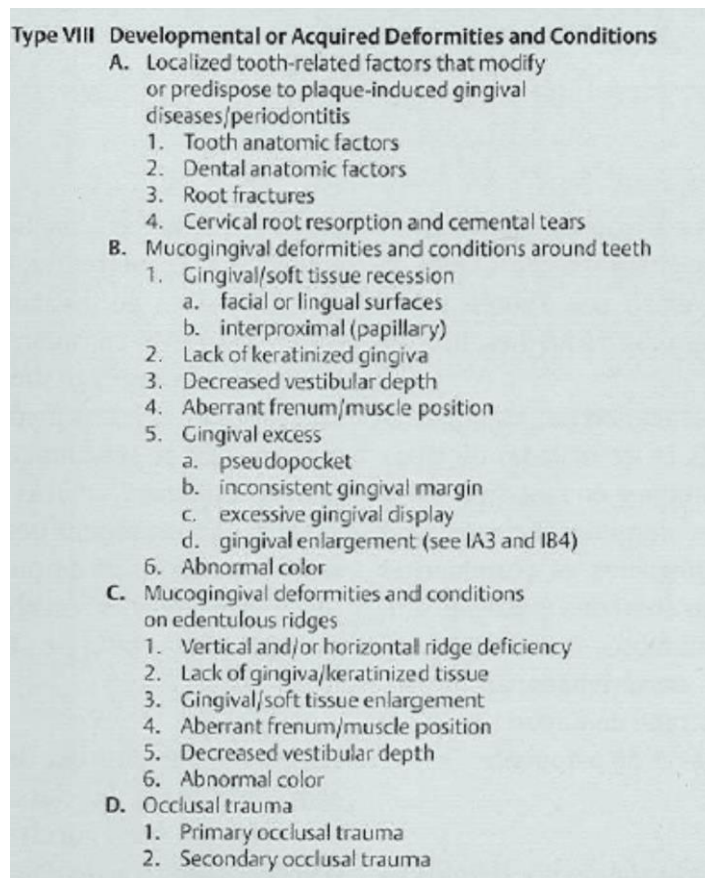 Type VIII Developmental or Acquired Deformities and Conditions
A. Localized tooth-related factors that modify
or predispose to plaque-induced gingival
diseases/periodontitis
1. Tooth anatomic factors
2. Dental anatomic factors
3. Root fractures
4. Cervical root resorption and cemental tears
B. Mucogingival deformities and conditions around teeth
1. Gingival/soft tissue recession
a. facial or lingual surfaces
b. interproximal (papillary)
2. Lack of keratinized gingiva
3. Decreased vestibular depth
4. Aberrant frenum/muscle position
5. Gingival excess
a. pseudopocket
b. inconsistent gingival margin
c. excessive gingival display
d. gingival enlargement (see IA3 and IB4)
6. Abnormal color
C. Mucogingival deformities and conditions
on edentulous ridges
1. Vertical and/or horizontal ridge deficiency
2. Lack of gingiva/keratinized tissue
3. Gingival/soft tissue enlargement
4. Aberrant frenum/muscle position
5. Decreased vestibular depth
6. Abnormal color
D. Occlusal trauma
1. Primary occlusal trauma
2. Secondary occlusal trauma